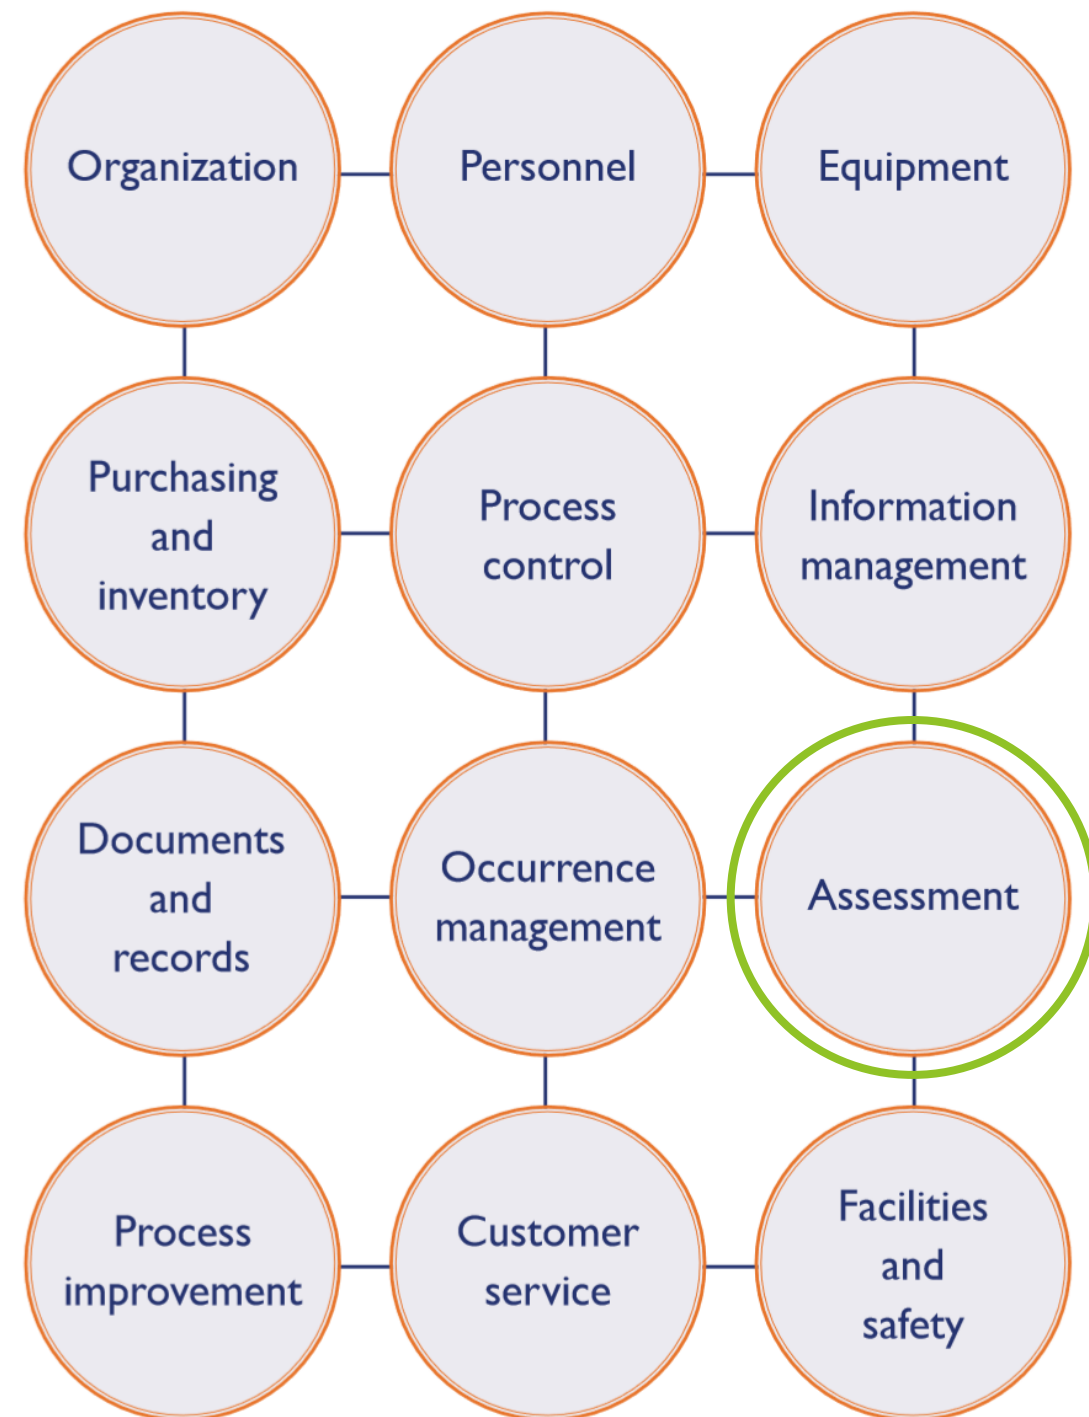 Organization
Personnel
Equipment
Purchasing
and
inventory
Process
control
Information
management
Documents
and
records
Occurrence
management
Assessment
Process
improvement
Customer
service
Facilities
and
safety